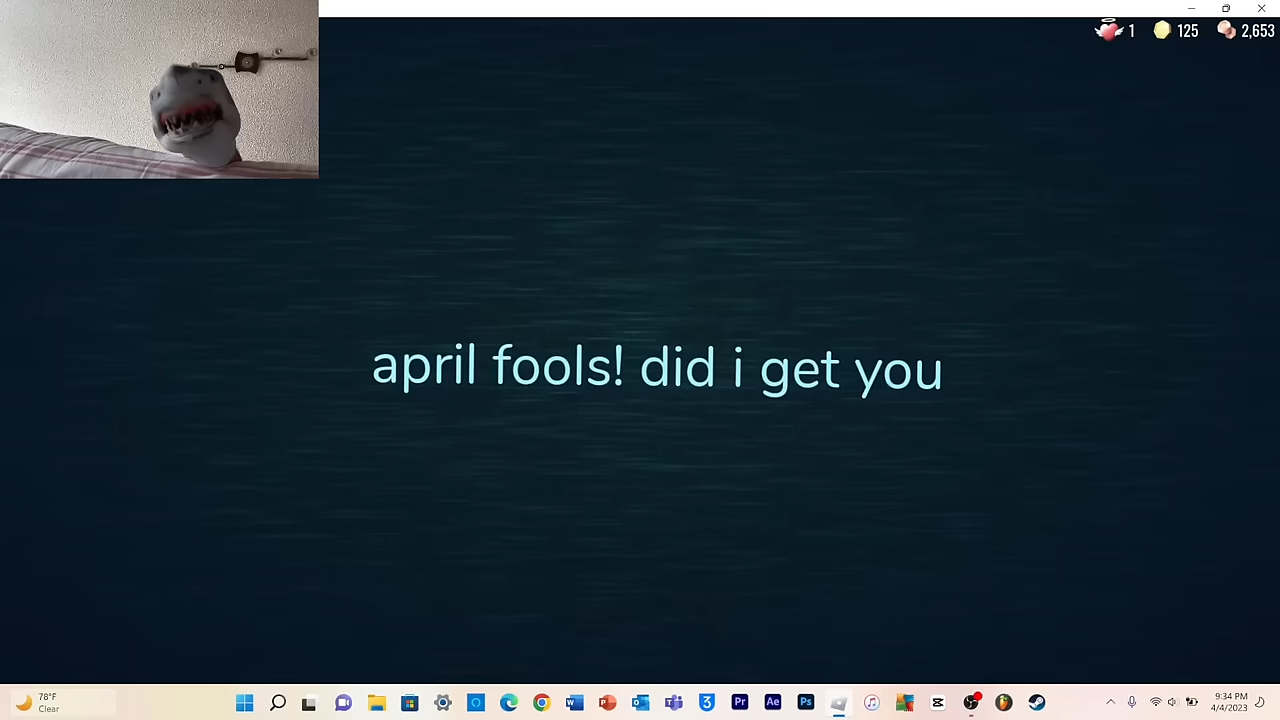 1 125 2,653
april fools! did i get you
78°F
Clear
9:34 PM
4/4/2023